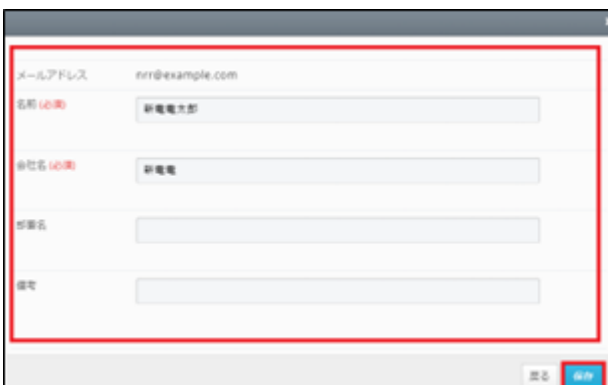 メールアドレス nrr@example.com
名前 (必須)
新竜竜太郎
会社名 (必須)
新竜竜
部署名
備考
戻る 保存